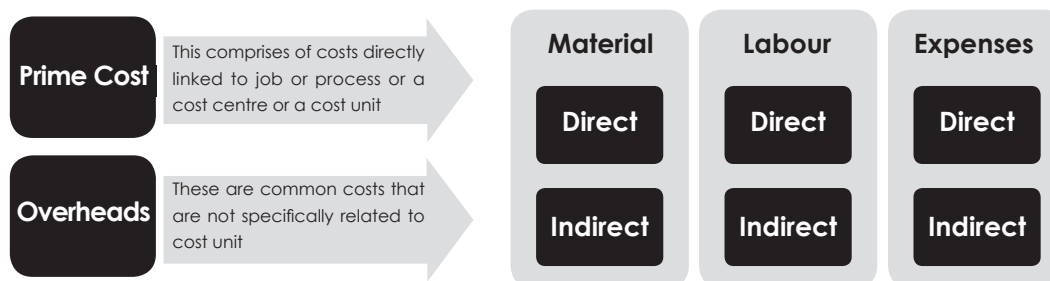 Prime Cost
This comprises of costs directly
linked to job or process or a
cost centre or a cost unit
Overheads
These are common costs that
are not specifically related to
cost unit
Material
Labour
Expenses
Direct
Direct
Direct
Indirect
Indirect
Indirect